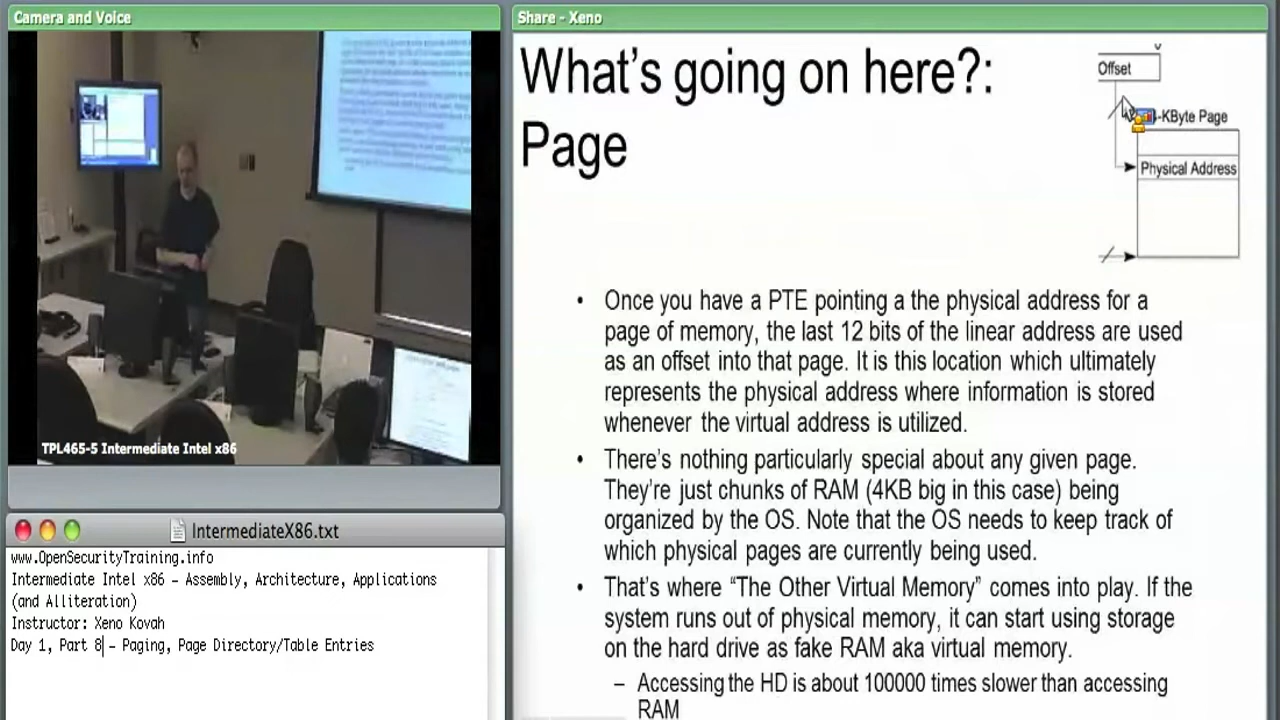 Camera and Voice
TPL465-5 Intermediate Intel x86
IntermediateX86.txt
www.OpenSecurityTraining.info
Intermediate Intel x86 – Assembly, Architecture, Applications
(and Alliteration)
Instructor: Xeno Kovah
Day 1, Part 8 – Paging, Page Directory/Table Entries
Share - Xeno
What's going on here?:
Page
Offset
-KByte Page
Physical Address
• Once you have a PTE pointing a the physical address for a
page of memory, the last 12 bits of the linear address are used
as an offset into that page. It is this location which ultimately
represents the physical address where information is stored
whenever the virtual address is utilized.
• There's nothing particularly special about any given page.
They're just chunks of RAM (4KB big in this case) being
organized by the OS. Note that the OS needs to keep track of
which physical pages are currently being used.
• That's where “The Other Virtual Memory” comes into play. If the
system runs out of physical memory, it can start using storage
on the hard drive as fake RAM aka virtual memory.
– Accessing the HD is about 100000 times slower than accessing
RAM